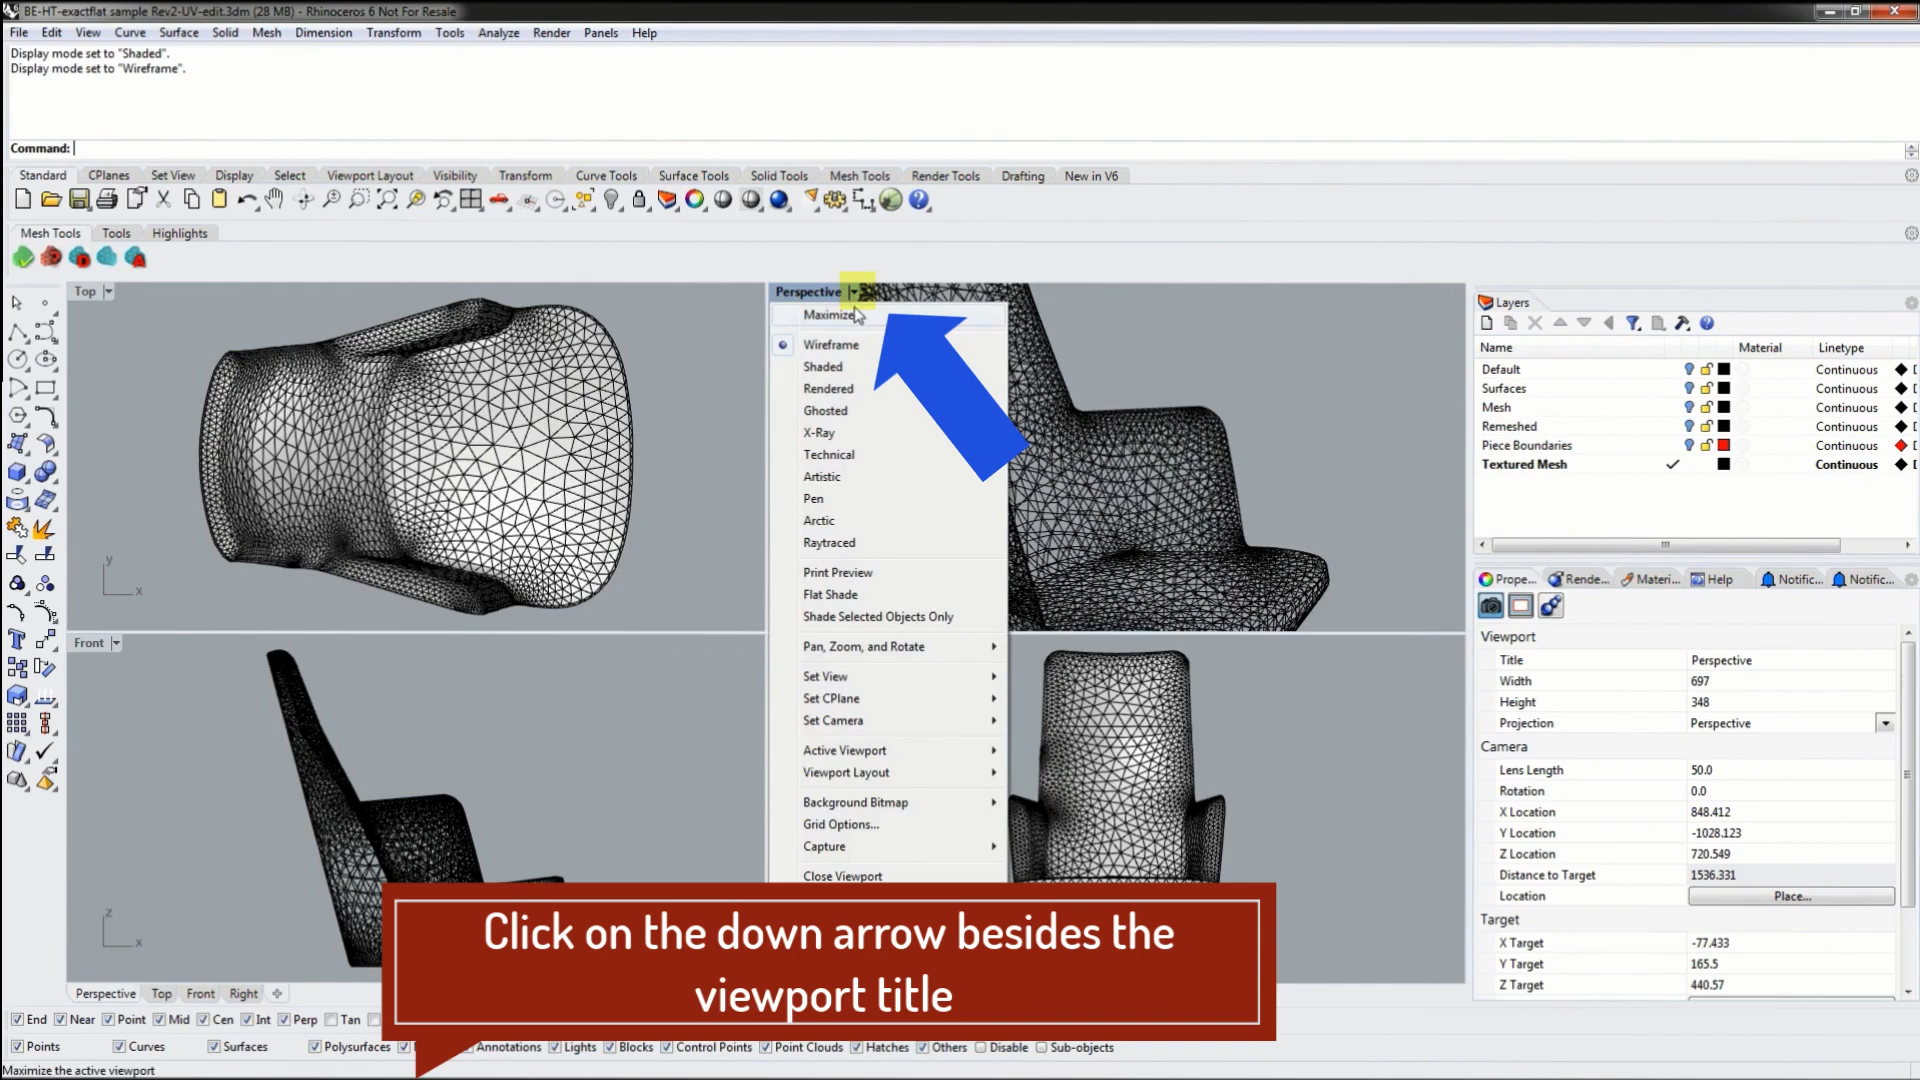 BE-HT-exactflat sample Rev2-UV-edit.3dm (28 MB) - Rhinoceros 6 Not For Resale
File Edit View Curve Surface Solid Mesh Dimension Transform Tools Analyze Render Panels Help
Display mode set to "Shaded".
Display mode set to "Wireframe".
Command:
Standard CPlanes Set View Display Select Viewport Layout Visibility Transform Curve Tools Surface Tools Solid Tools Mesh Tools Render Tools Drafting New in V6
Mesh Tools Tools Highlights
Top
Perspective
Maximize
Wireframe
Shaded
Rendered
Ghosted
X-Ray
Technical
Artistic
Pen
Arctic
Raytraced
Print Preview
Flat Shade
Shade Selected Objects Only
Pan, Zoom, and Rotate
Set View
Set CPlane
Set Camera
Active Viewport
Viewport Layout
Background Bitmap
Grid Options...
Capture
Close Viewport
y
x
Front
z
x
Layers
Name Material Linetype
Default Continuous
Surfaces Continuous
Mesh Continuous
Remeshed Continuous
Piece Boundaries Continuous
Textured Mesh Continuous
Prope... Rende... Materi... Help Notific... Notific...
Viewport
Title Perspective
Width 697
Height 348
Projection Perspective
Camera
Lens Length 50.0
Rotation 0.0
X Location 848.412
Y Location -1028.123
Z Location 720.549
Distance to Target 1536.331
Location Place...
Target
X Target -77.433
Y Target 165.5
Z Target 440.57
Click on the down arrow besides the
viewport title
Perspective Top Front Right
End Near Point Mid Cen Int Perp Tan
Points Curves Surfaces Polysurfaces Annotations Lights Blocks Control Points Point Clouds Hatches Others Disable Sub-objects
Maximize the active viewport